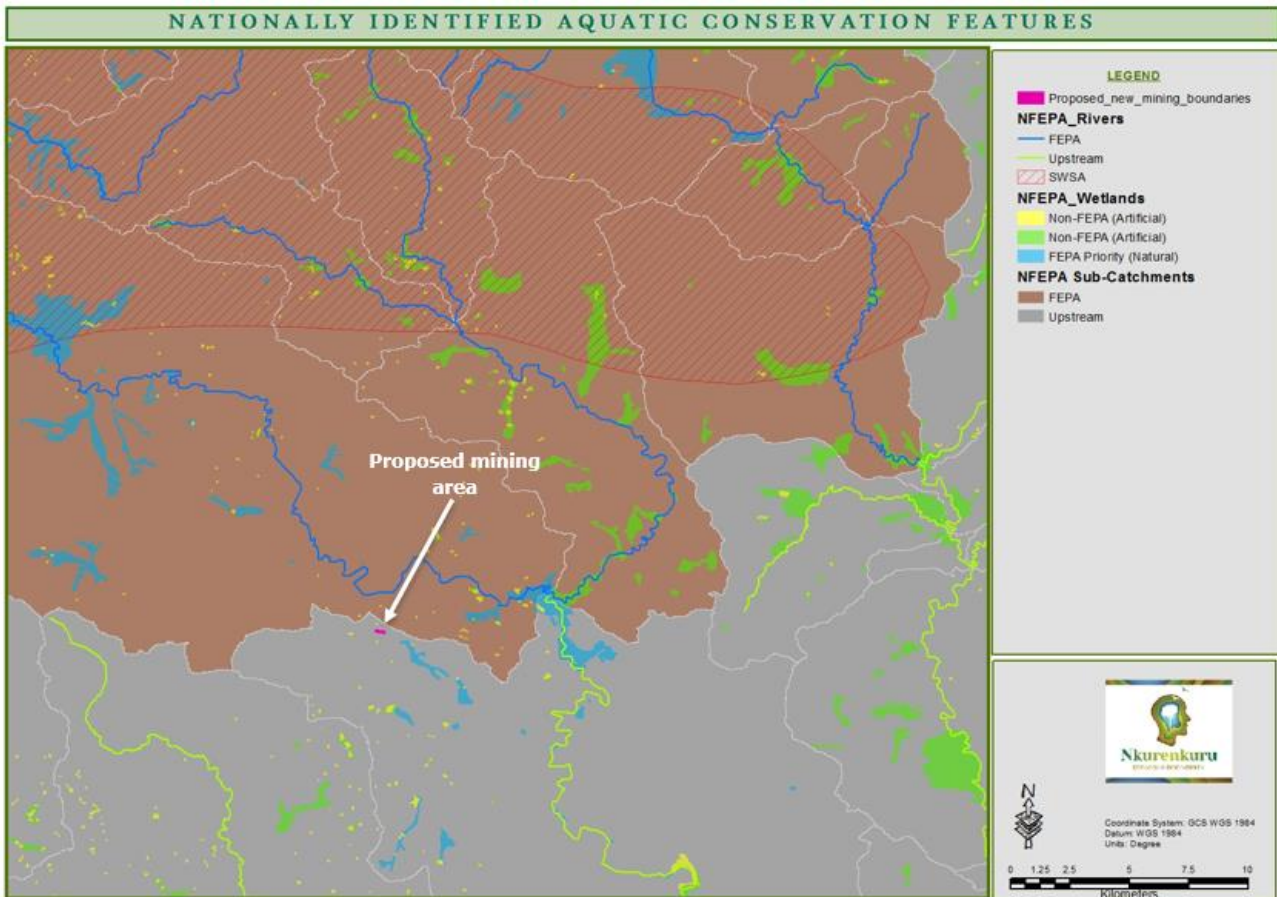 NATIONALLY IDENTIFIED AQUATIC CONSERVATION FEATURES
Proposed mining
area
LEGEND
Proposed_new_mining_boundaries
NFEPA_Rivers
FEPA
Upstream
SWSA
NFEPA_Wetlands
Non-FEPA (Artificial)
Non-FEPA (Artificial)
FEPA Priority (Natural)
NFEPA Sub-Catchments
FEPA
Upstream
Nkurenkuru
N
Coordinate System: GCS WGS 1984
Datum: WGS 1984
Units: Degree
0 1.25 2.5 5 7.5 10
Kilometers